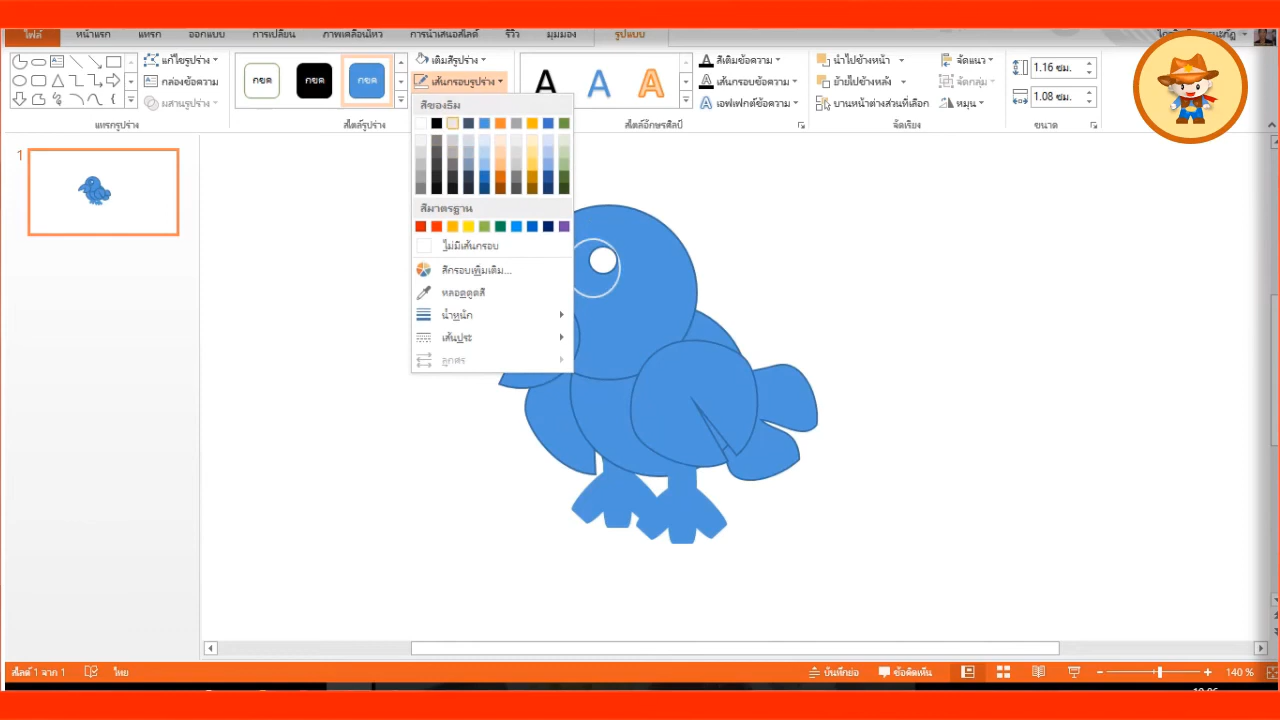 ไฟล์ หน้าแรก แทรก ออกแบบ การเปลี่ยน ภาพเคลื่อนไหว การนำเสนอสไลด์ รีวิว มุมมอง รูปแบบ
แก้ไขรูปร่าง เติมสีรูปร่าง สีเติมข้อความ นำไปข้างหน้า จัดแนว 1.16 ซม.
กล่องข้อความ กขค กขค กขค เส้นกรอบรูปร่าง A A A เส้นกรอบข้อความ ย้ายไปข้างหลัง จัดกลุ่ม
ผสานรูปร่าง เอฟเฟกต์ข้อความ บานหน้าต่างส่วนที่เลือก หมุน 1.08 ซม.
แทรกรูปร่าง สไตล์รูปร่าง สไตล์อักษรศิลป์ จัดเรียง ขนาด
สีของธีม
สีมาตรฐาน
ไม่มีเส้นกรอบ
สีกรอบเพิ่มเติม...
หลอดดูดสี
น้ำหนัก
เส้นประ
ลูกศร
1
สไลด์ 1 จาก 1 ไทย บันทึกย่อ ข้อคิดเห็น 140 %